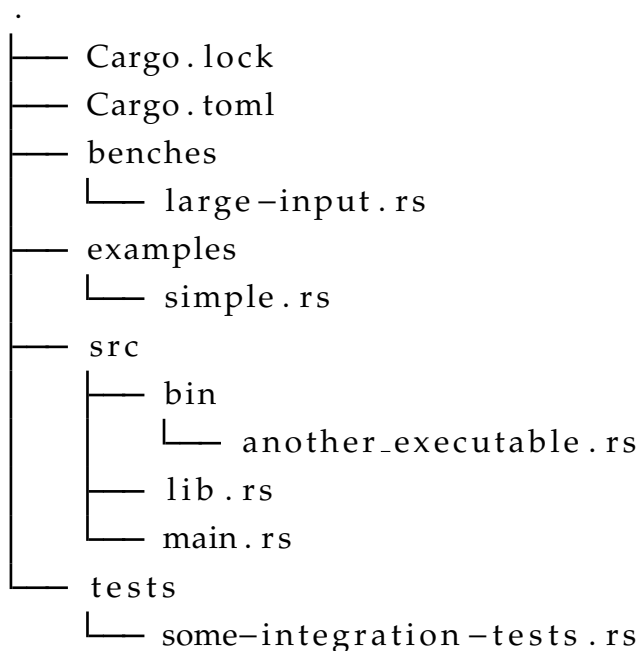 .
├── Cargo.lock
├── Cargo.toml
├── benches
│   └── large-input.rs
├── examples
│   └── simple.rs
├── src
│   ├── bin
│   │   └── another_executable.rs
│   ├── lib.rs
│   └── main.rs
└── tests
    └── some-integration-tests.rs